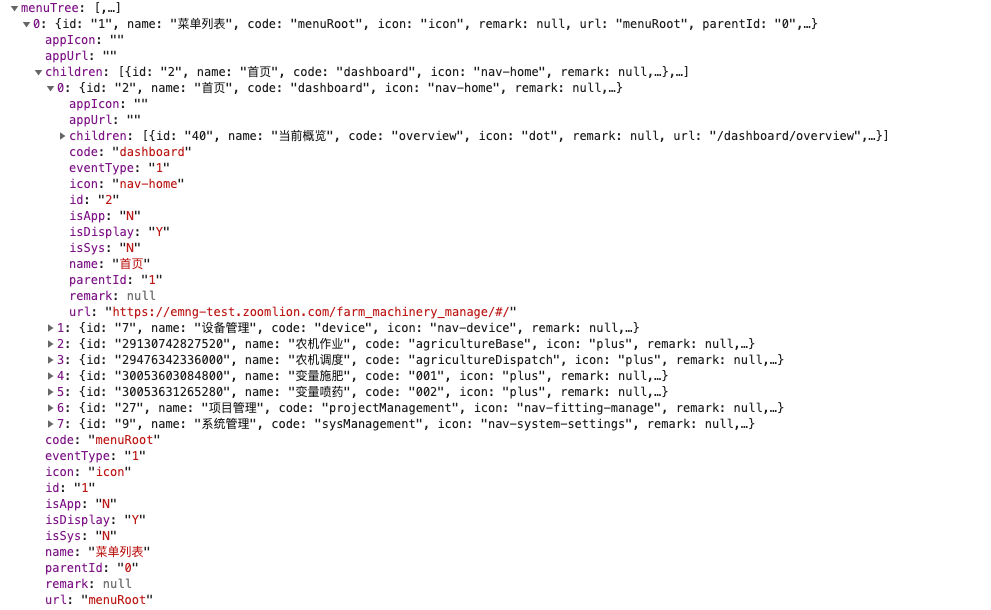 menuTree: [,…]
0: {id: "1", name: "菜单列表", code: "menuRoot", icon: "icon", remark: null, url: "menuRoot", parentId: "0",…}
appIcon: ""
appUrl: ""
children: [{id: "2", name: "首页", code: "dashboard", icon: "nav-home", remark: null,…},…]
0: {id: "2", name: "首页", code: "dashboard", icon: "nav-home", remark: null,…}
appIcon: ""
appUrl: ""
children: [{id: "40", name: "当前概览", code: "overview", icon: "dot", remark: null, url: "/dashboard/overview",…}]
code: "dashboard"
eventType: "1"
icon: "nav-home"
id: "2"
isApp: "N"
isDisplay: "Y"
isSys: "N"
name: "首页"
parentId: "1"
remark: null
url: "https://emng-test.zoomlion.com/farm_machinery_manage/#/"
1: {id: "7", name: "设备管理", code: "device", icon: "nav-device", remark: null,…}
2: {id: "29130742827520", name: "农机作业", code: "agricultureBase", icon: "plus", remark: null,…}
3: {id: "29476342336000", name: "农机调度", code: "agricultureDispatch", icon: "plus", remark: null,…}
4: {id: "30053603084800", name: "变量施肥", code: "001", icon: "plus", remark: null,…}
5: {id: "30053631265280", name: "变量喷药", code: "002", icon: "plus", remark: null,…}
6: {id: "27", name: "项目管理", code: "projectManagement", icon: "nav-fitting-manage", remark: null,…}
7: {id: "9", name: "系统管理", code: "sysManagement", icon: "nav-system-settings", remark: null,…}
code: "menuRoot"
eventType: "1"
icon: "icon"
id: "1"
isApp: "N"
isDisplay: "Y"
isSys: "N"
name: "菜单列表"
parentId: "0"
remark: null
url: "menuRoot"